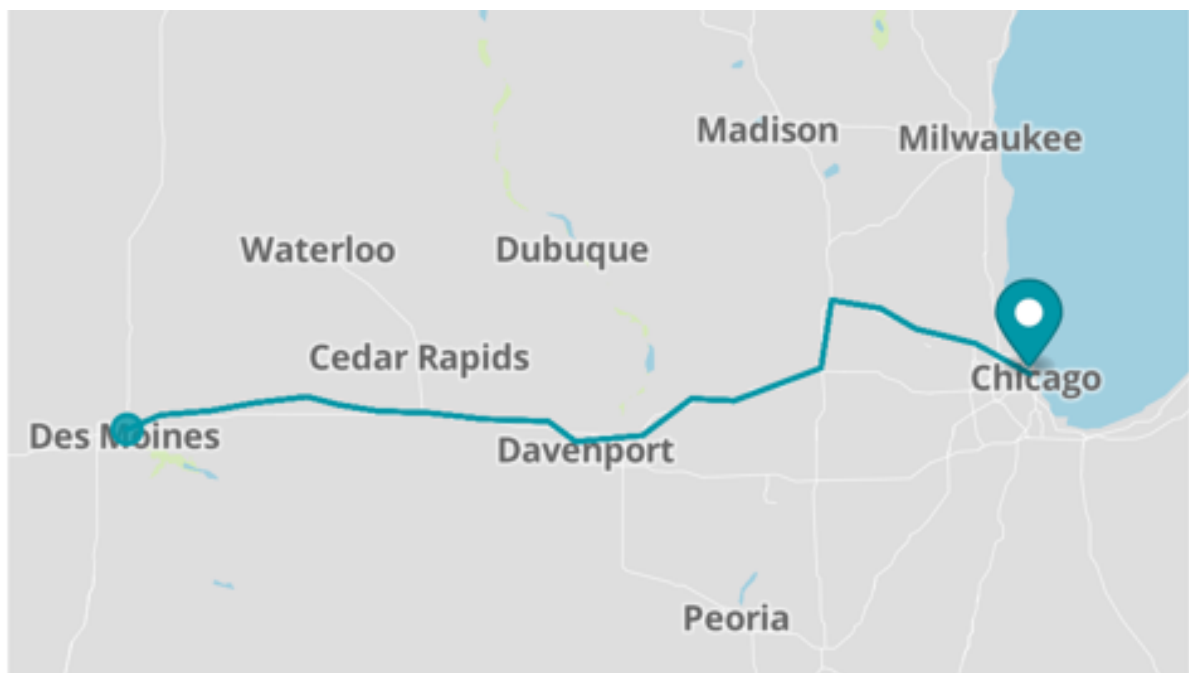 Madison
Milwaukee
Waterloo
Dubuque
Cedar Rapids
Chicago
Des Moines
Davenport
Peoria